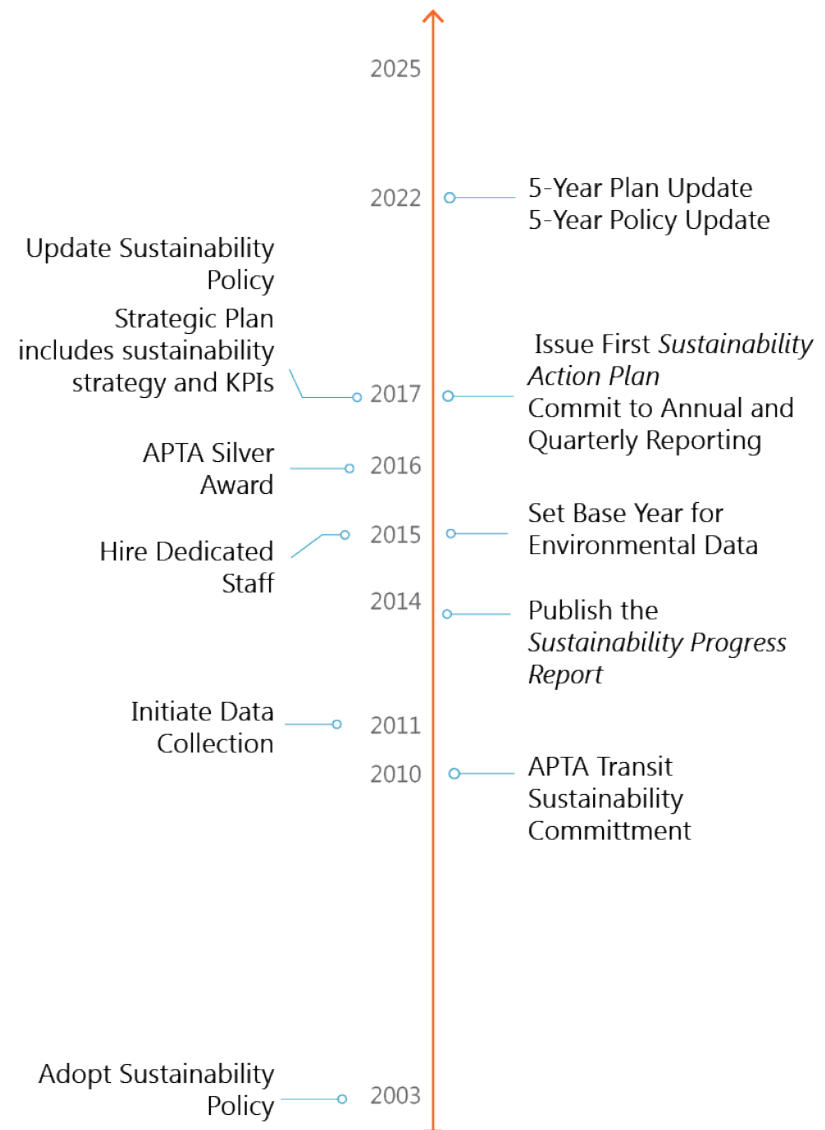 2025
2022
5-Year Plan Update
5-Year Policy Update
Update Sustainability
Policy
Strategic Plan
includes sustainability
strategy and KPIs
2017
Issue First Sustainability
Action Plan
Commit to Annual and
Quarterly Reporting
APTA Silver
Award
2016
Hire Dedicated
Staff
2015
Set Base Year for
Environmental Data
2014
Publish the
Sustainability Progress
Report
Initiate Data
Collection
2011
2010
APTA Transit
Sustainability
Committment
Adopt Sustainability
Policy
2003